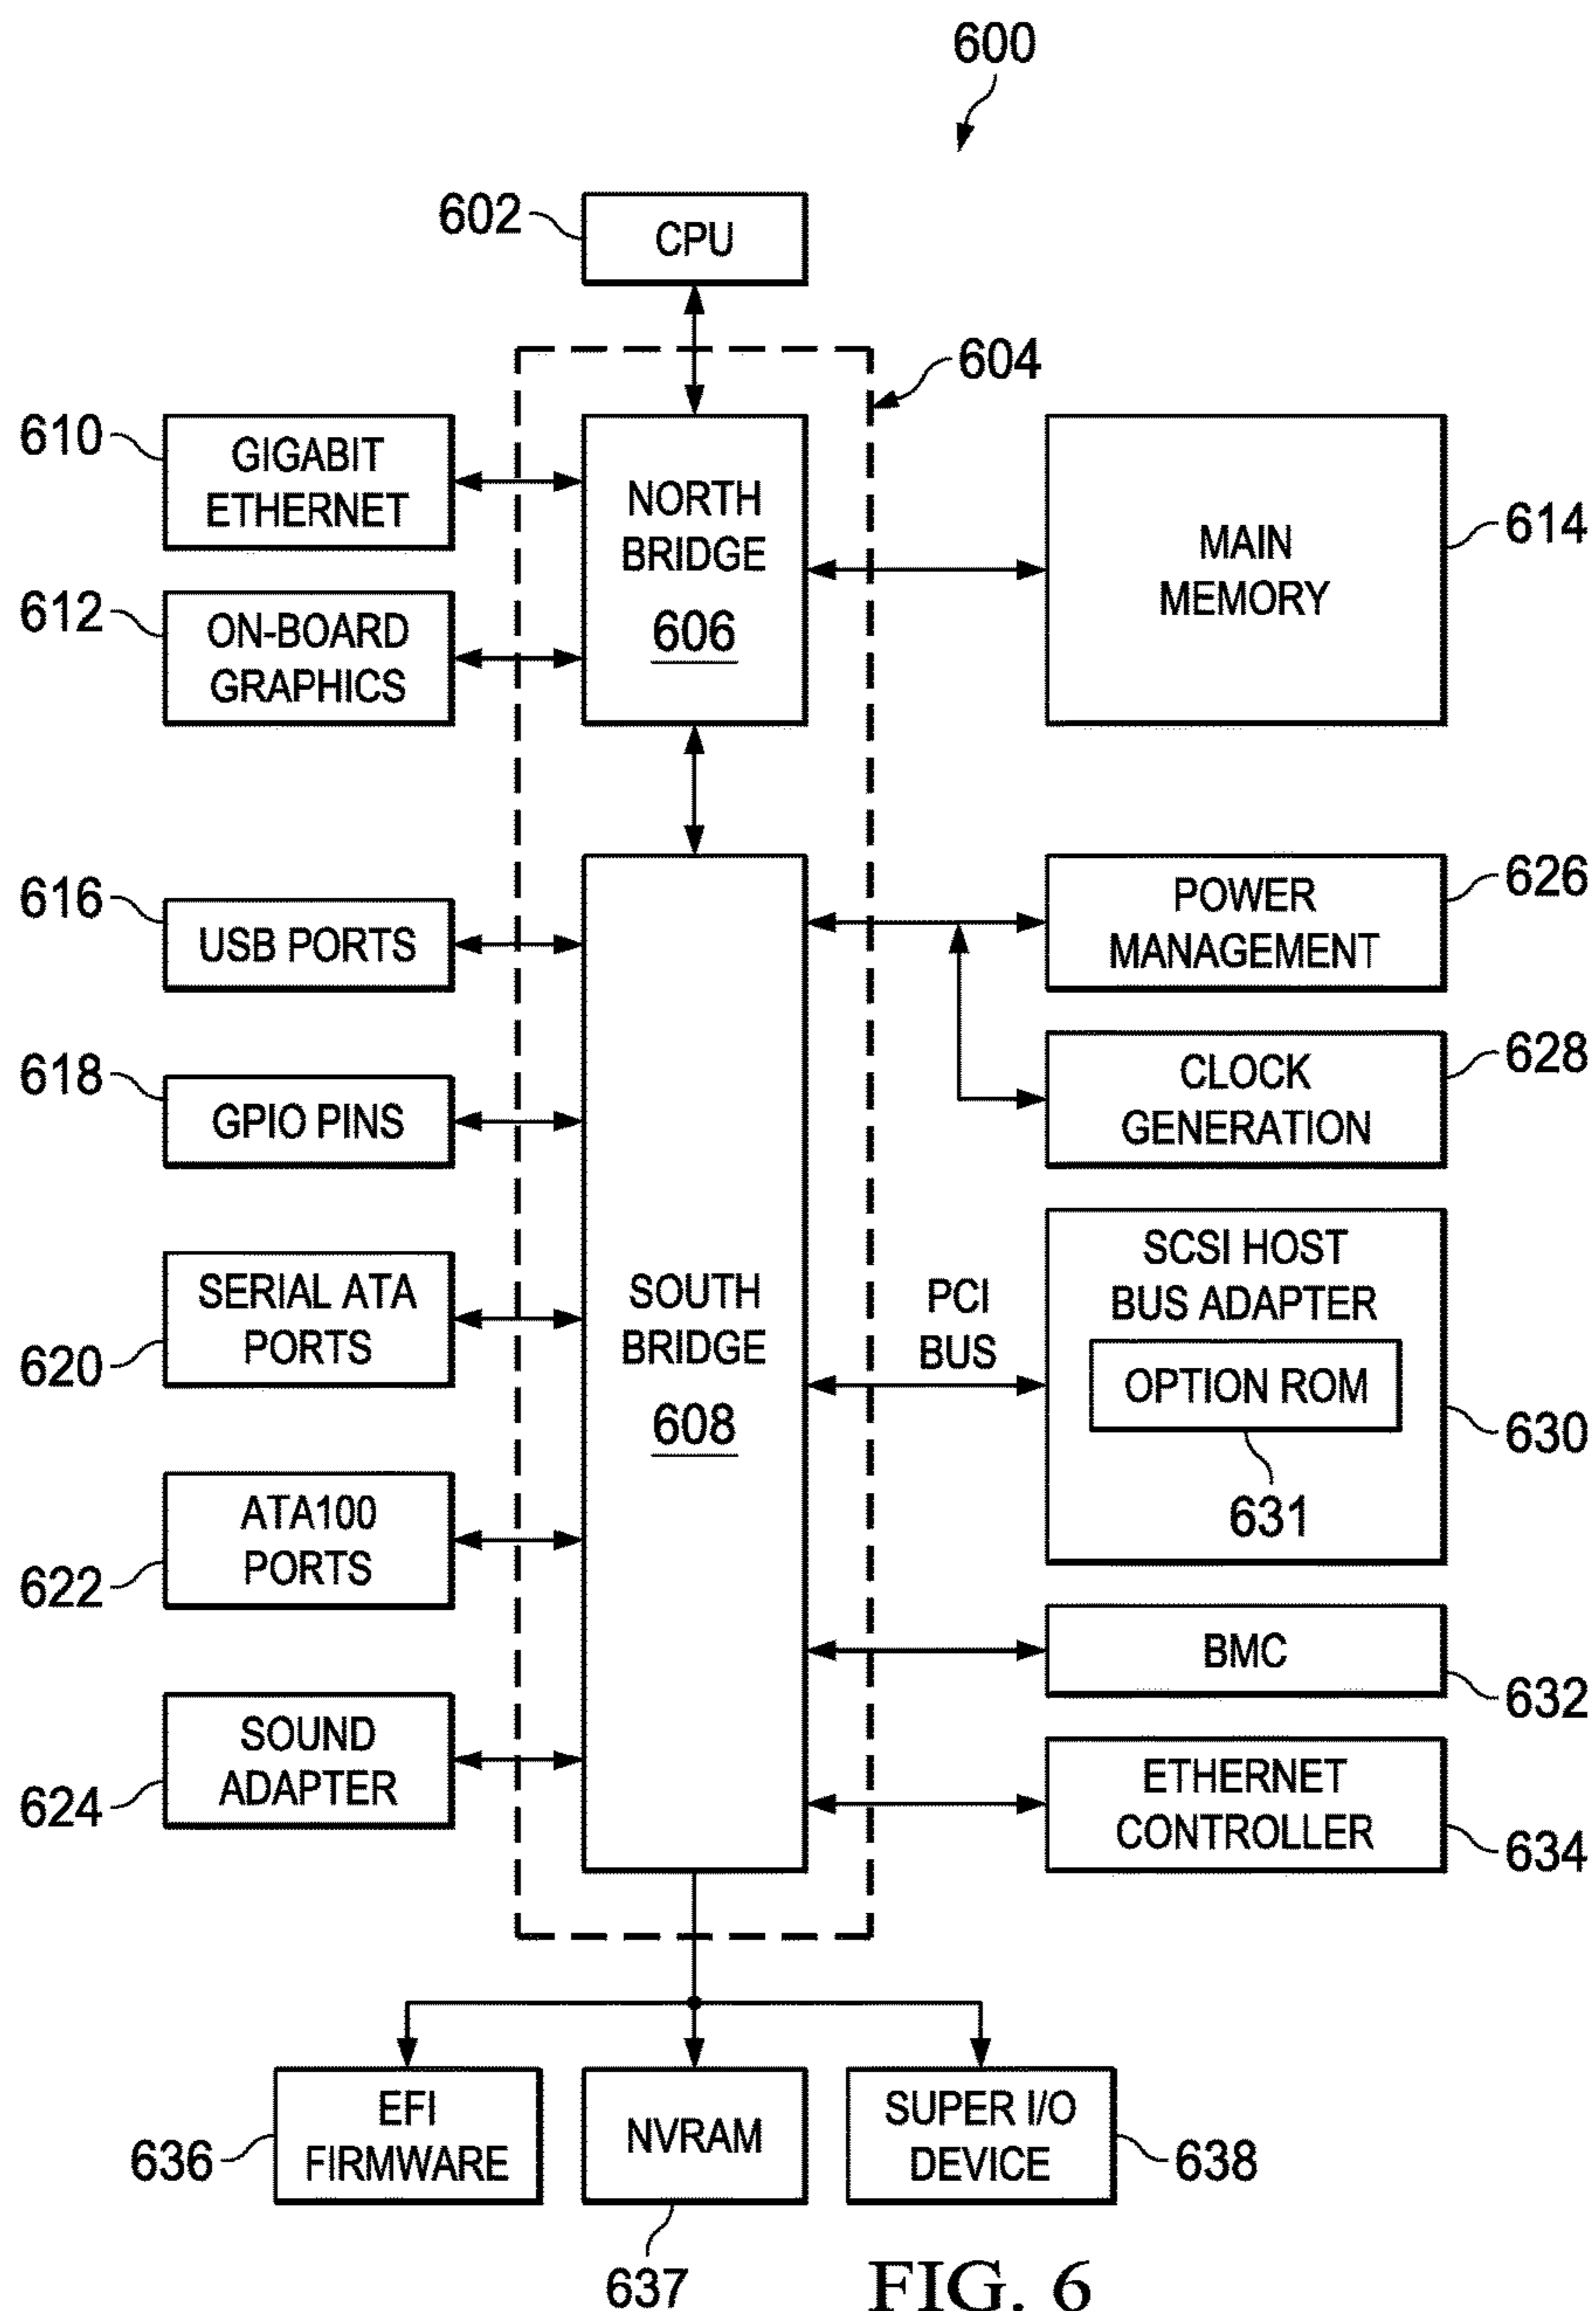 600
602
CPU
604
610
GIGABIT
ETHERNET
NORTH
BRIDGE
606
MAIN
MEMORY
614
612
ON-BOARD
GRAPHICS
616
USB PORTS
POWER
MANAGEMENT
626
618
GPIO PINS
CLOCK
GENERATION
628
SERIAL ATA
PORTS
620
SOUTH
BRIDGE
608
PCI
BUS
SCSI HOST
BUS ADAPTER
OPTION ROM
631
630
ATA100
PORTS
622
BMC
632
SOUND
ADAPTER
624
ETHERNET
CONTROLLER
634
EFI
FIRMWARE
636
NVRAM
637
SUPER I/O
DEVICE
638
FIG. 6